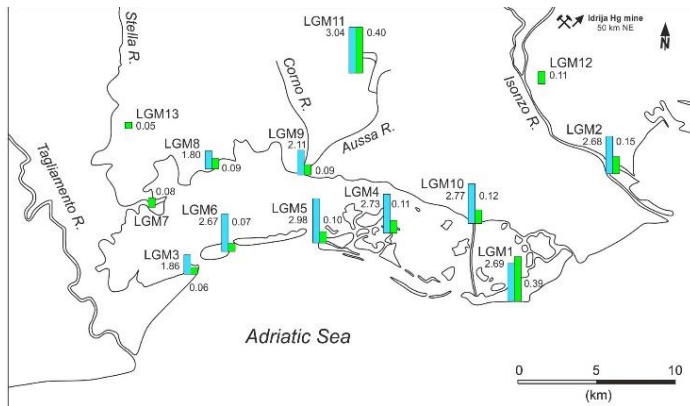 LGM11
3.04
0.40
Idrija Hg mine
50 km NE
N
Stella R.
Corno R.
Aussa R.
Isonzo R.
Tagliamento R.
LGM12
0.11
LGM13
0.05
LGM8
1.80
0.09
LGM9
2.11
0.09
LGM2
2.68
0.15
0.08
LGM7
LGM6
2.67
0.07
LGM5
2.98
0.10
LGM4
2.73
0.11
LGM10
2.77
0.12
LGM3
1.86
0.06
LGM1
2.69
0.39
Adriatic Sea
0 5 10
(km)